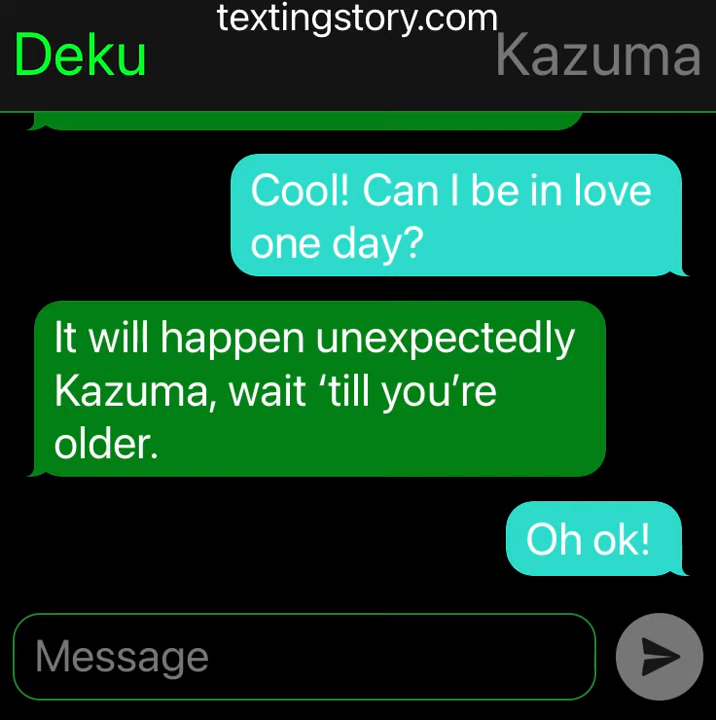 textingstory.com
Deku
Kazuma
Cool! Can I be in love
one day?
It will happen unexpectedly
Kazuma, wait ‘till you’re
older.
Oh ok!
Message